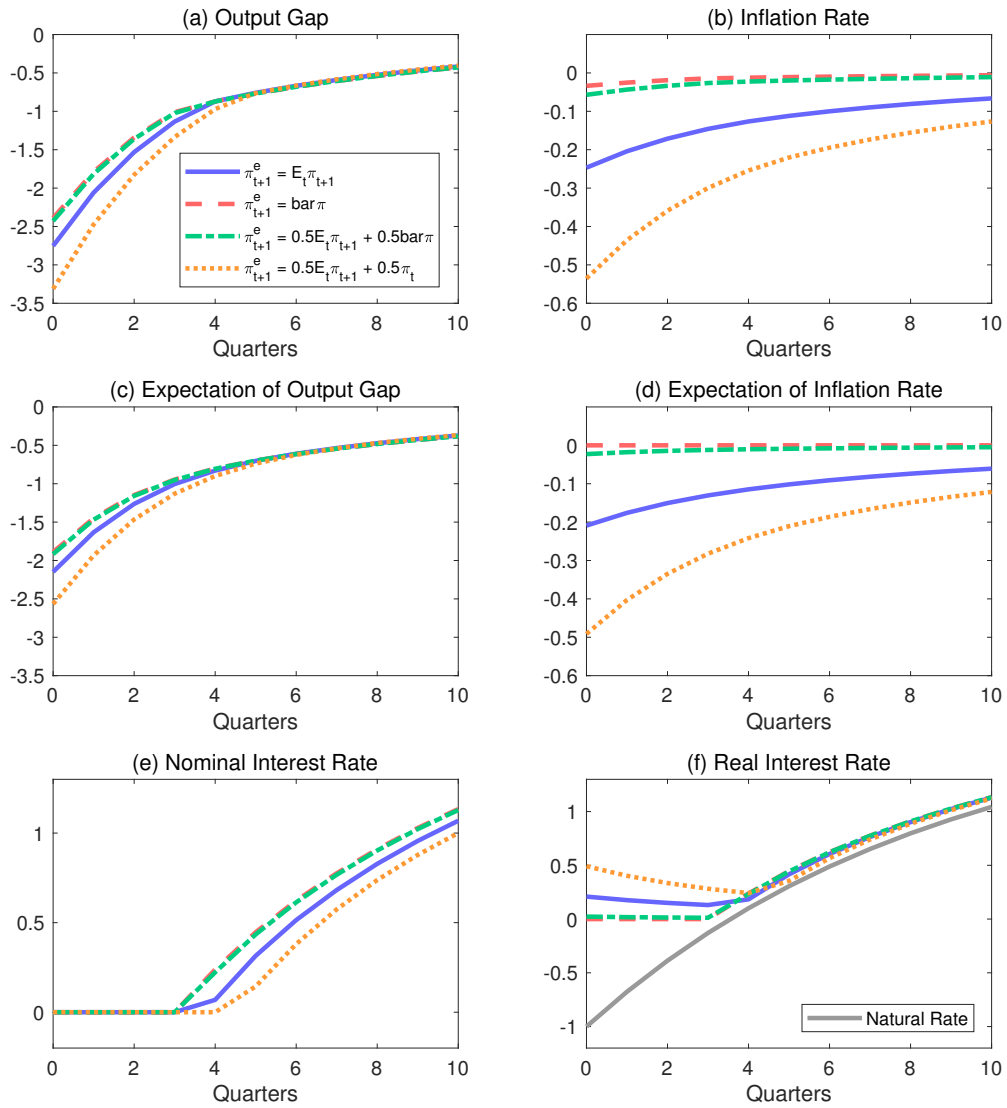 (a) Output Gap
0
-0.5
-1
-1.5
-2
-2.5
-3
-3.5
0 2 4 6 8 10
Quarters
π^e_{t+1} = E_tπ_{t+1}
π^e_{t+1} = barπ
π^e_{t+1} = 0.5E_tπ_{t+1} + 0.5barπ
π^e_{t+1} = 0.5E_tπ_{t+1} + 0.5π_t
(b) Inflation Rate
0
-0.1
-0.2
-0.3
-0.4
-0.5
-0.6
0 2 4 6 8 10
Quarters
(c) Expectation of Output Gap
0
-0.5
-1
-1.5
-2
-2.5
-3
-3.5
0 2 4 6 8 10
Quarters
(d) Expectation of Inflation Rate
0
-0.1
-0.2
-0.3
-0.4
-0.5
-0.6
0 2 4 6 8 10
Quarters
(e) Nominal Interest Rate
1
0.5
0
0 2 4 6 8 10
Quarters
(f) Real Interest Rate
1
0.5
0
-0.5
-1
0 2 4 6 8 10
Quarters
Natural Rate